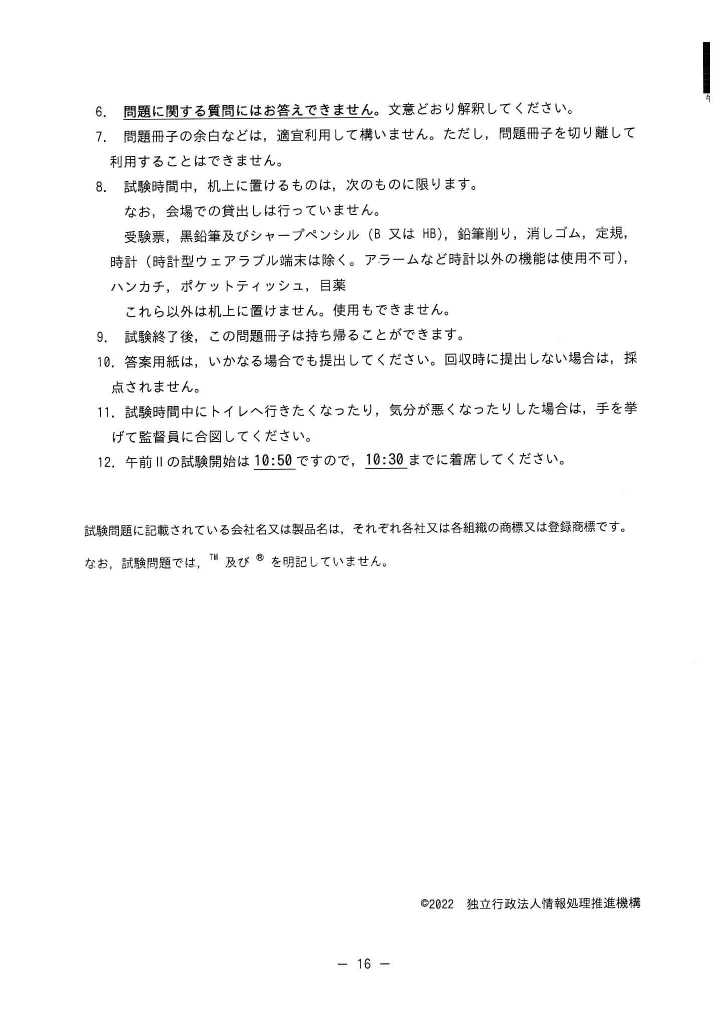 6. 問題に関する質問にはお答えできません。文意どおり解釈してください。
7. 問題冊子の余白などは，適宜利用して構いません。ただし，問題冊子を切り離して
利用することはできません。
8. 試験時間中，机上に置けるものは，次のものに限ります。
なお，会場での貸出しは行っていません。
受験票，黒鉛筆及びシャープペンシル（B 又は HB），鉛筆削り，消しゴム，定規，
時計（時計型ウェアラブル端末は除く。アラームなど時計以外の機能は使用不可），
ハンカチ，ポケットティッシュ，目薬
これら以外は机上に置けません。使用もできません。
9. 試験終了後，この問題冊子は持ち帰ることができます。
10. 答案用紙は，いかなる場合でも提出してください。回収時に提出しない場合は，採
点されません。
11. 試験時間中にトイレへ行きたくなったり，気分が悪くなったりした場合は，手を挙
げて監督員に合図してください。
12. 午前Ⅱの試験開始は 10:50 ですので，10:30 までに着席してください。
試験問題に記載されている会社名又は製品名は，それぞれ各社又は各組織の商標又は登録商標です。
なお，試験問題では，™ 及び ® を明記していません。
©2022 独立行政法人情報処理推進機構
— 16 —